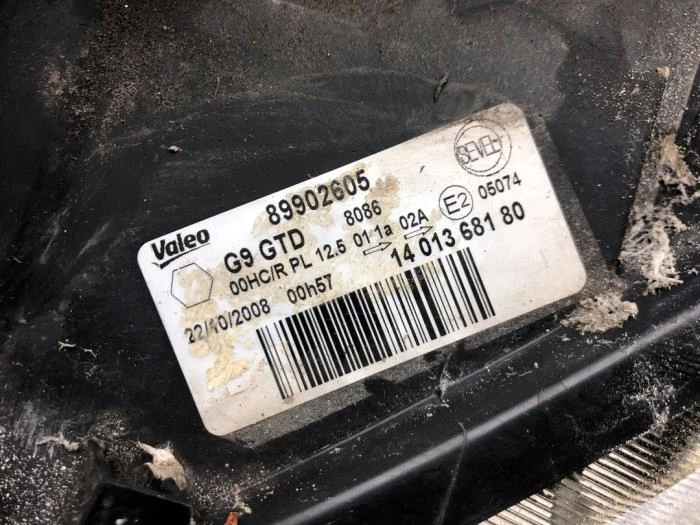 89902605
SEVEL
Valeo
G9 GTD 8086
E2 05074
00HC/R PL 12.5 01 1a 02A
14 013 681 80
22/10/2008 00h57